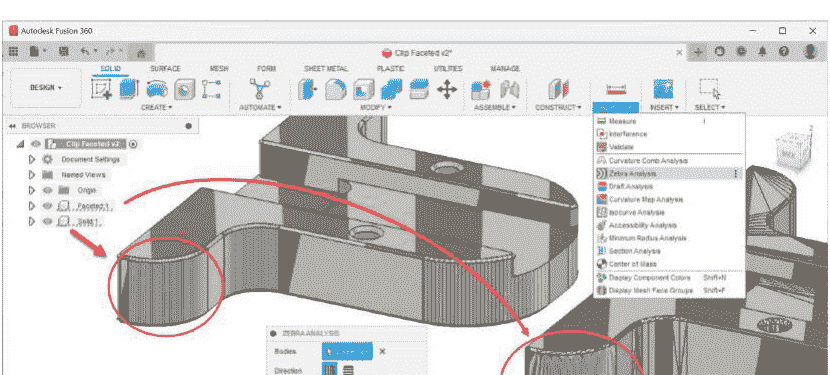 Autodesk Fusion 360
Clip Faceted v2*
SOLID SURFACE MESH FORM SHEET METAL PLASTIC UTILITIES MANAGE
DESIGN
CREATE AUTOMATE MODIFY ASSEMBLE CONSTRUCT INSERT SELECT
BROWSER
Clip Faceted v2
Document Settings
Named Views
Origin
Faceted:1
Solid:1
Measure I
Interference
Validate
Curvature Comb Analysis
Zebra Analysis
Draft Analysis
Curvature Map Analysis
Isocurve Analysis
Accessibility Analysis
Minimum Radius Analysis
Section Analysis
Center of Mass
Display Component Colors Shift+N
Display Mesh Face Groups Shift+F
ZEBRA ANALYSIS
Bodies
Direction